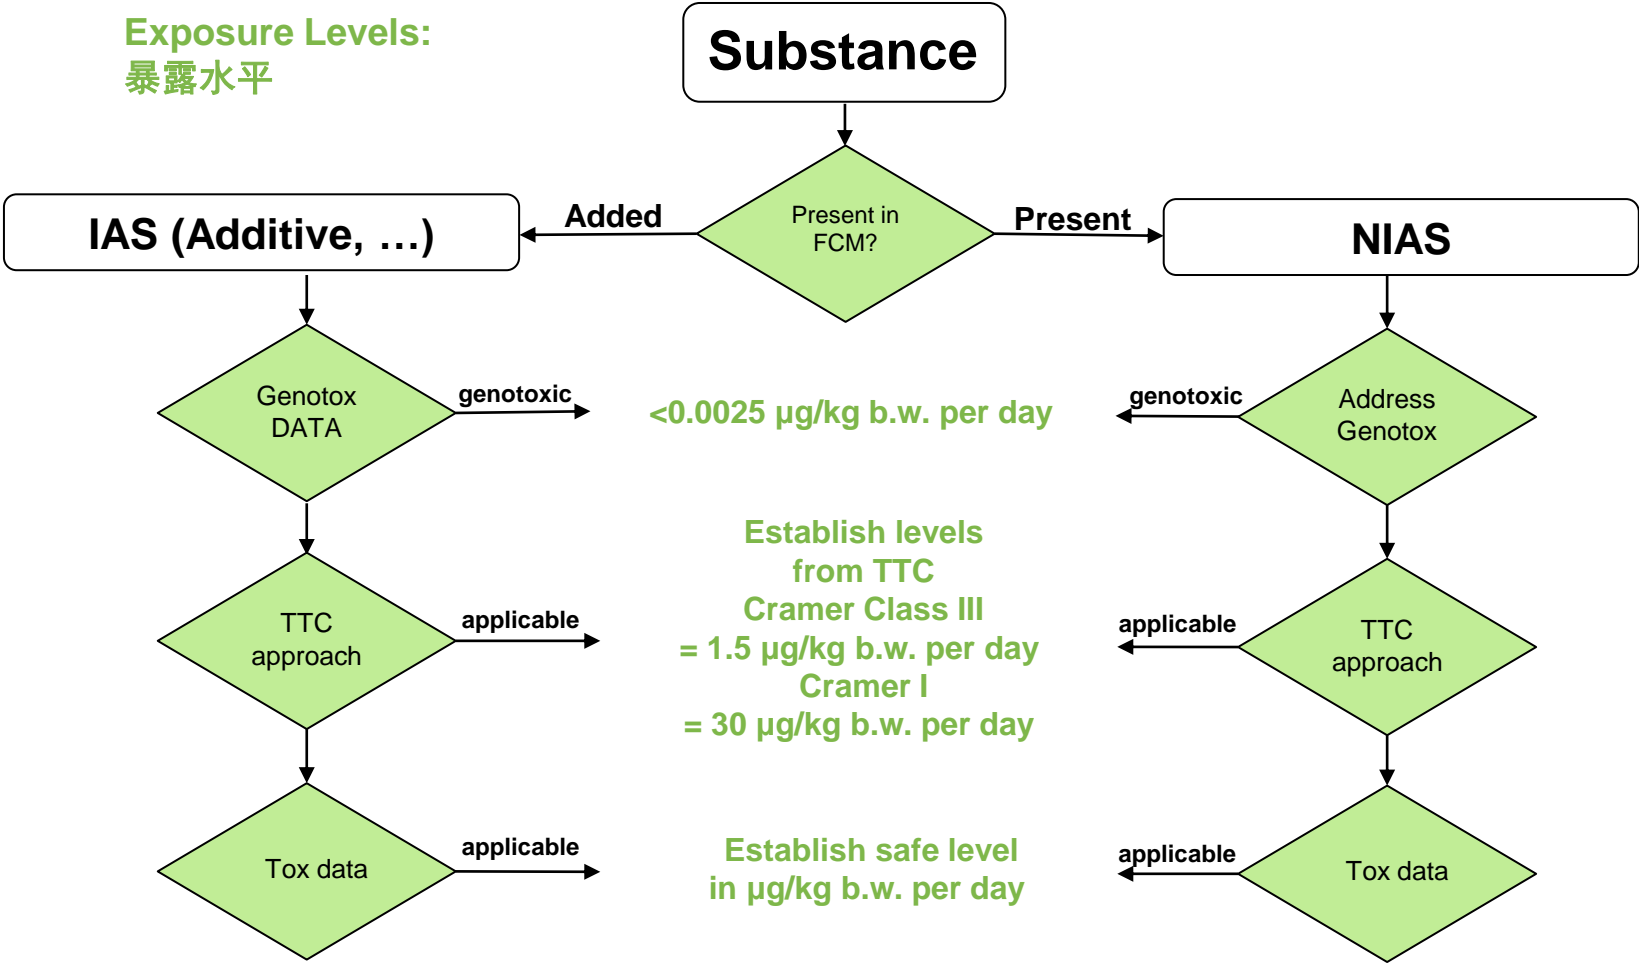 Exposure Levels:
暴露水平
Substance
Present in
FCM?
Added
Present
IAS (Additive, …)
NIAS
Genotox
DATA
genotoxic
<0.0025 µg/kg b.w. per day
genotoxic
Address
Genotox
TTC
approach
applicable
Establish levels
from TTC
Cramer Class III
= 1.5 µg/kg b.w. per day
Cramer I
= 30 µg/kg b.w. per day
applicable
TTC
approach
Tox data
applicable
Establish safe level
in µg/kg b.w. per day
applicable
Tox data